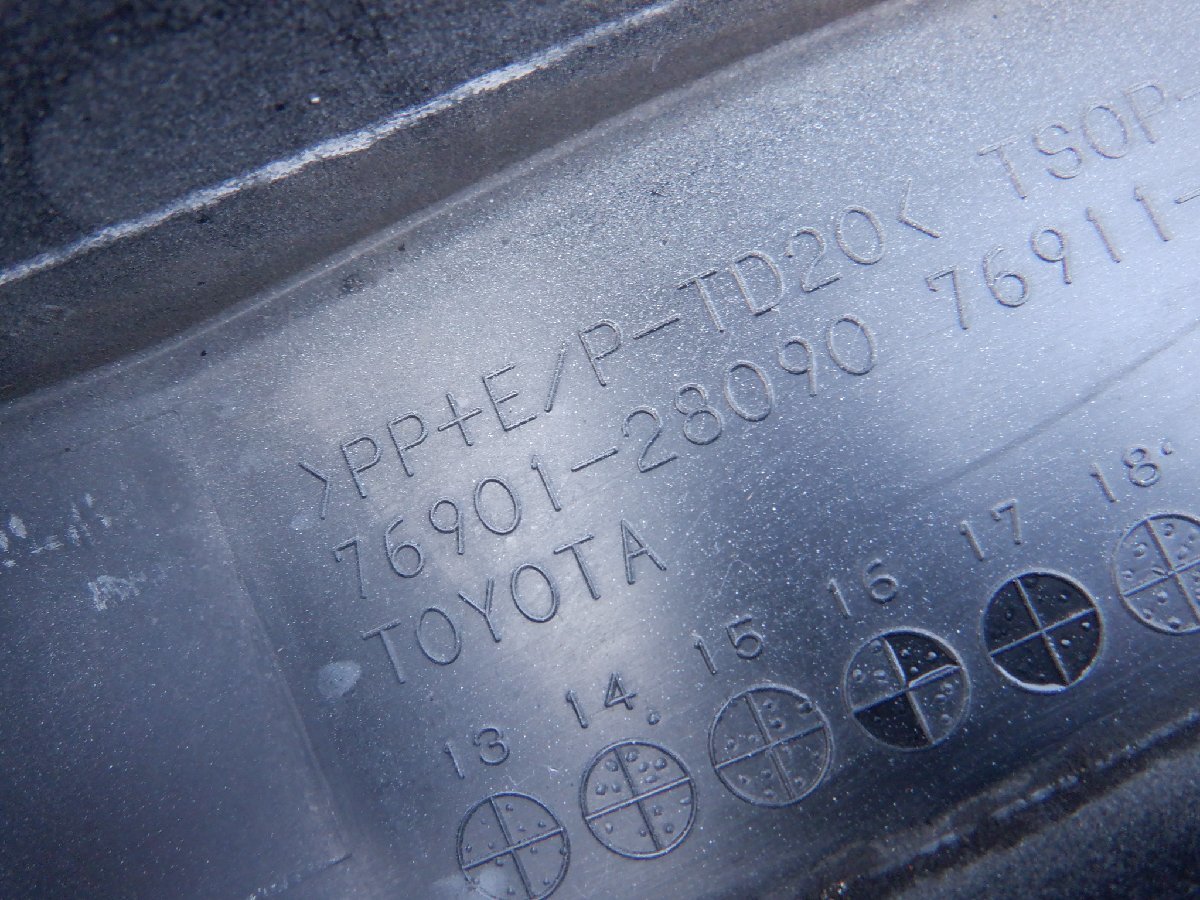 >PP+E/P-TD20< TSOP-
76901-28090 76911-
TOYOTA
13 14 15 16 17 18